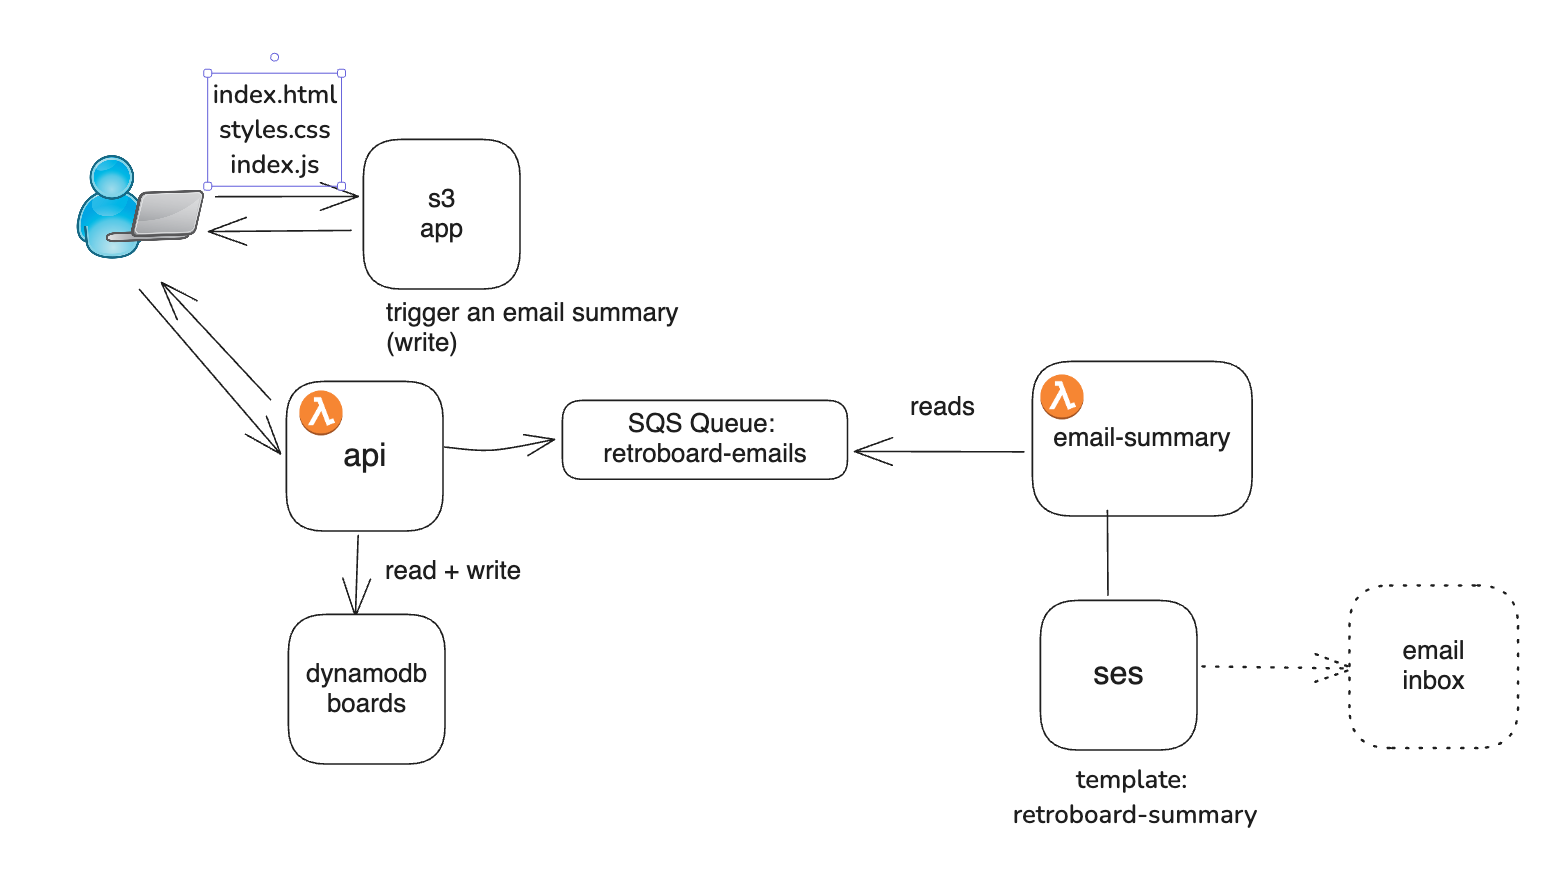 index.html
styles.css
index.js
s3
app
trigger an email summary
(write)
λ
api
SQS Queue:
retroboard-emails
reads
λ
email-summary
read + write
dynamodb
boards
ses
email
inbox
template:
retroboard-summary